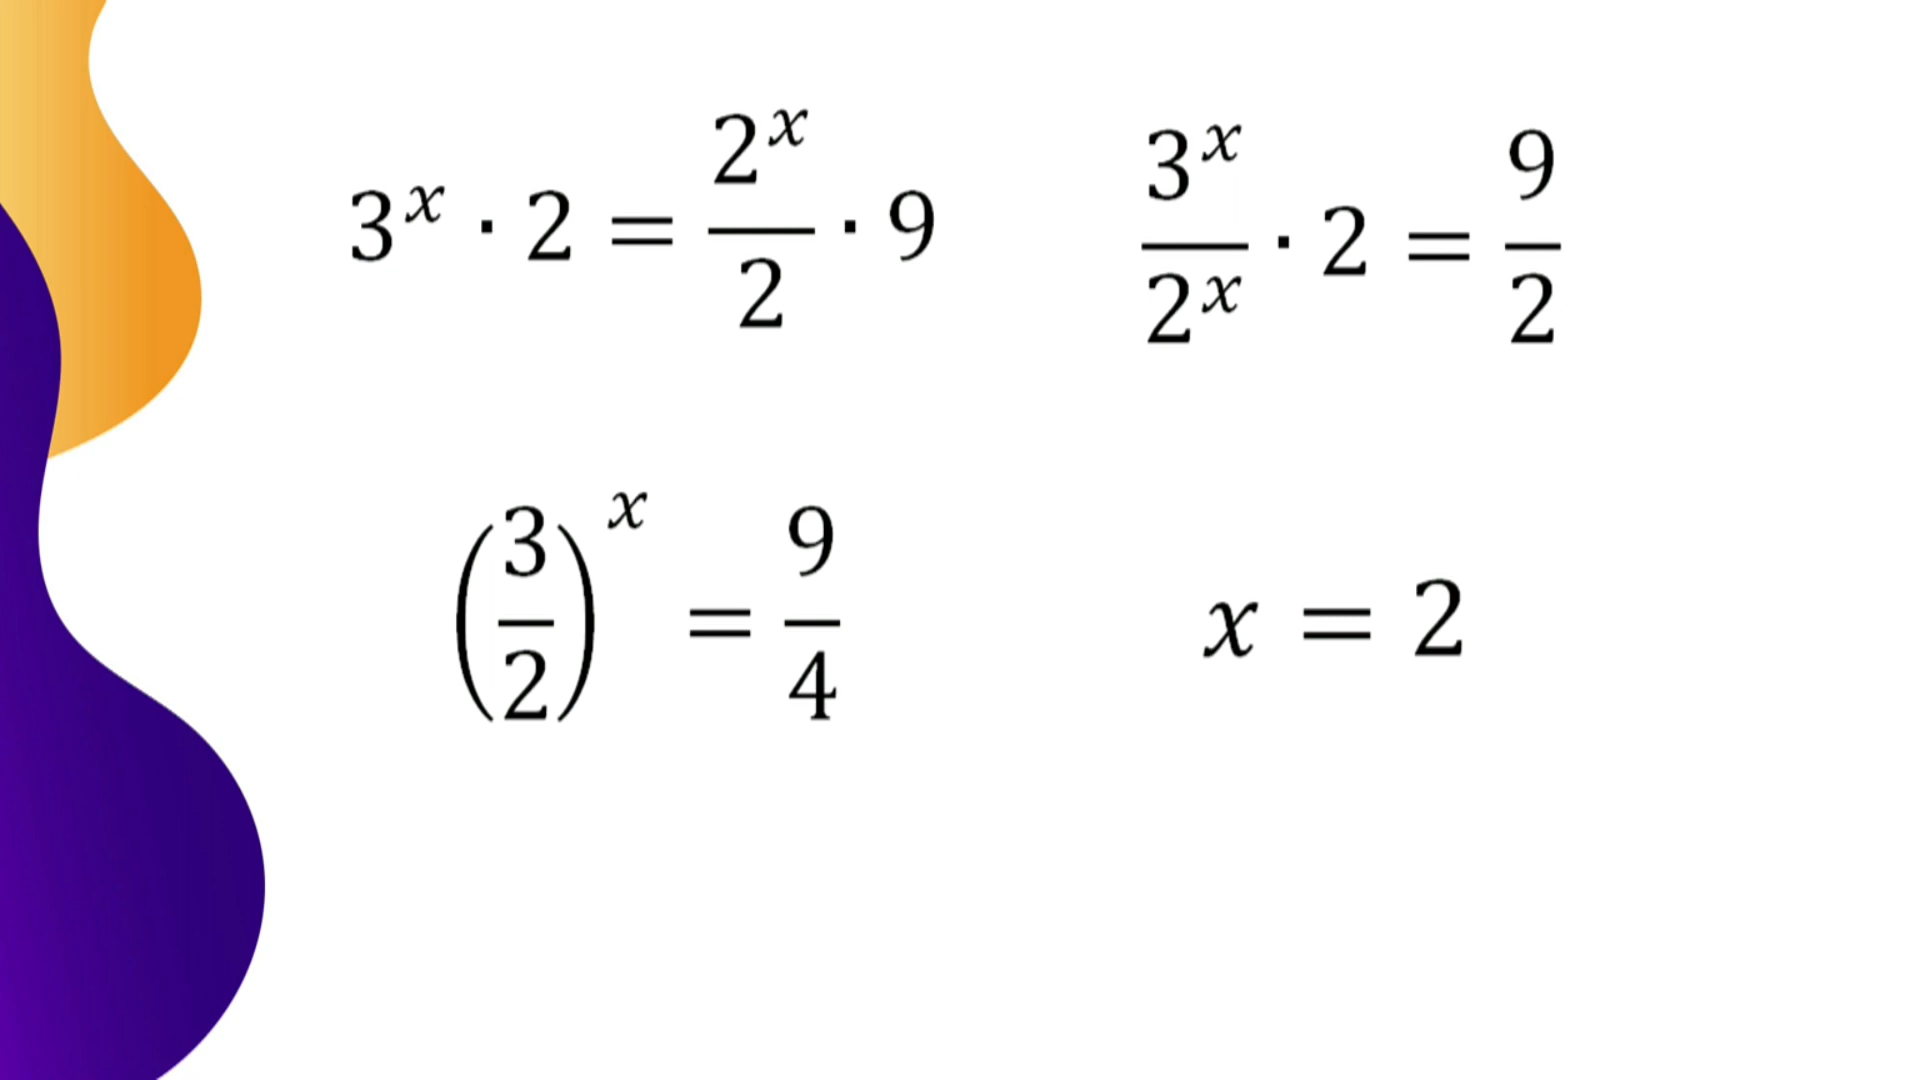 3^x · 2 = 2^x/2 · 9
3^x/2^x · 2 = 9/2
(3/2)^x = 9/4
x = 2